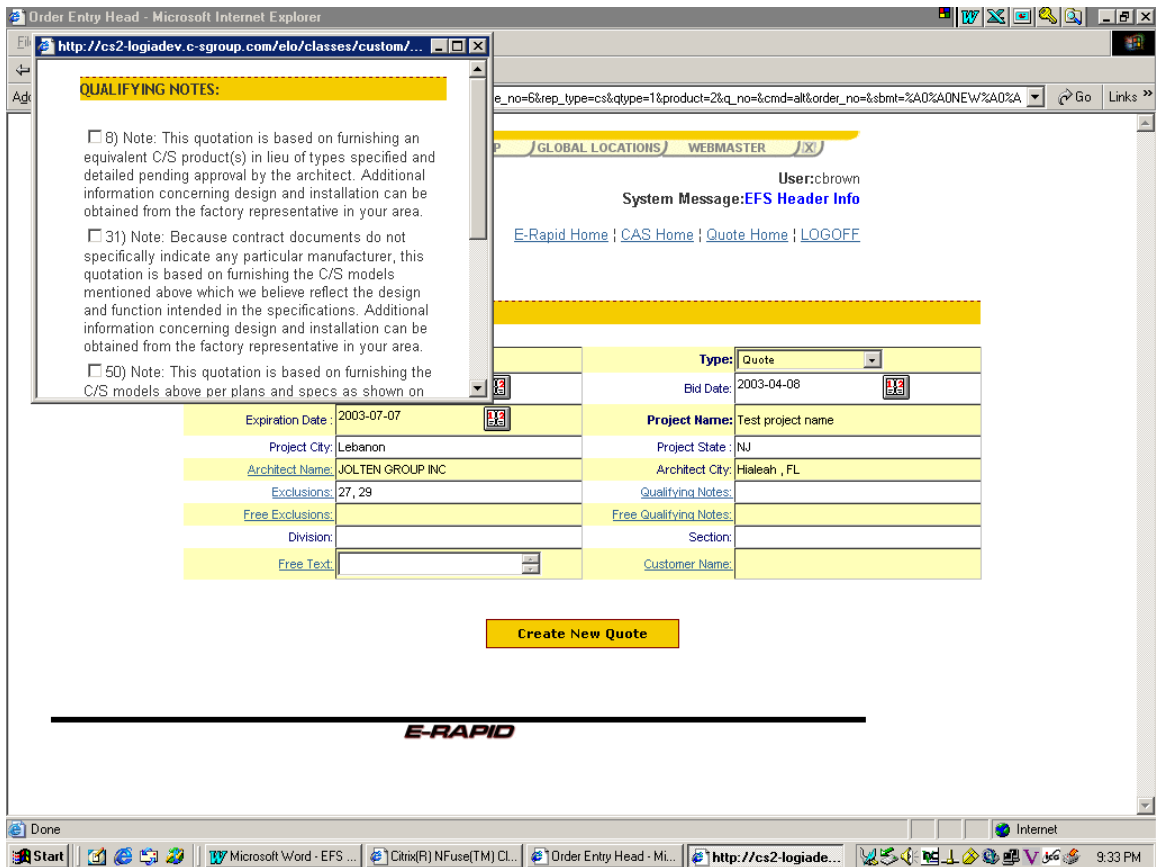 Order Entry Head - Microsoft Internet Explorer
http://cs2-logiadev.c-sgroup.com/elo/classes/custom/...
QUALIFYING NOTES:
8) Note: This quotation is based on furnishing an
equivalent C/S product(s) in lieu of types specified and
detailed pending approval by the architect. Additional
information concerning design and installation can be
obtained from the factory representative in your area.
31) Note: Because contract documents do not
specifically indicate any particular manufacturer, this
quotation is based on furnishing the C/S models
mentioned above which we believe reflect the design
and function intended in the specifications. Additional
information concerning design and installation can be
obtained from the factory representative in your area.
50) Note: This quotation is based on furnishing the
C/S models above per plans and specs as shown on
e_no=6&rep_type=cs&qtype=1&product=2&q_no=&cmd=alt&order_no=&sbmt=%A0%A0NEW%A0%A
Go Links »
P GLOBAL LOCATIONS WEBMASTER [X]
User:cbrown
System Message:EFS Header Info
E-Rapid Home ¦ CAS Home ¦ Quote Home ¦ LOGOFF
Type: Quote
Bid Date: 2003-04-08
Expiration Date : 2003-07-07 Project Name: Test project name
Project City: Lebanon Project State : NJ
Architect Name: JOLTEN GROUP INC Architect City: Hialeah , FL
Exclusions: 27, 29 Qualifying Notes:
Free Exclusions: Free Qualifying Notes:
Division: Section:
Free Text: Customer Name:
Create New Quote
E-RAPID
Done Internet
Start Microsoft Word - EFS ... Citrix(R) NFuse(TM) Cl... Order Entry Head - Mi... http://cs2-logiade... 9:33 PM